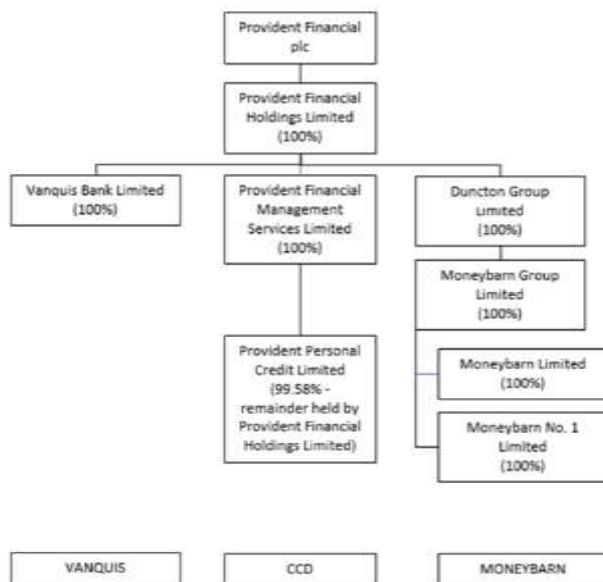 Provident Financial
plc
Provident Financial
Holdings Limited
(100%)
Vanquis Bank Limited
(100%)
Provident Financial
Management
Services Limited
(100%)
Duncton Group
Limited
(100%)
Moneybarn Group
Limited
(100%)
Provident Personal
Credit Limited
(99.58% -
remainder held by
Provident Financial
Holdings Limited)
Moneybarn Limited
(100%)
Moneybarn No. 1
Limited
(100%)
VANQUIS
CCD
MONEYBARN